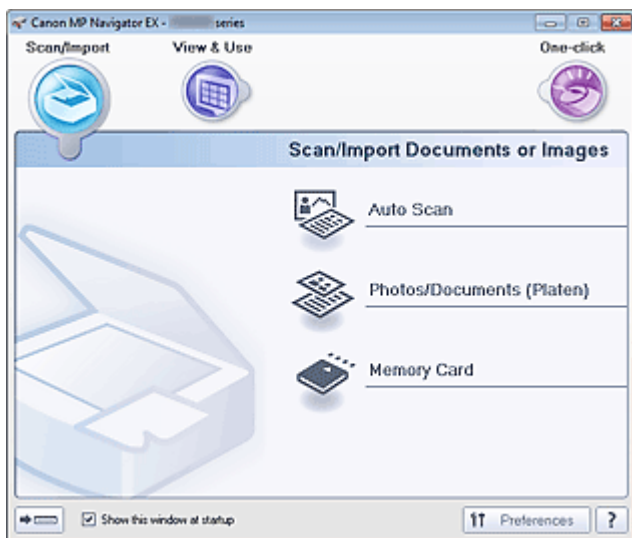 Canon MP Navigator EX - series
Scan/Import View & Use One-click
Scan/Import Documents or Images
Auto Scan
Photos/Documents (Platen)
Memory Card
Show this window at startup Preferences ?